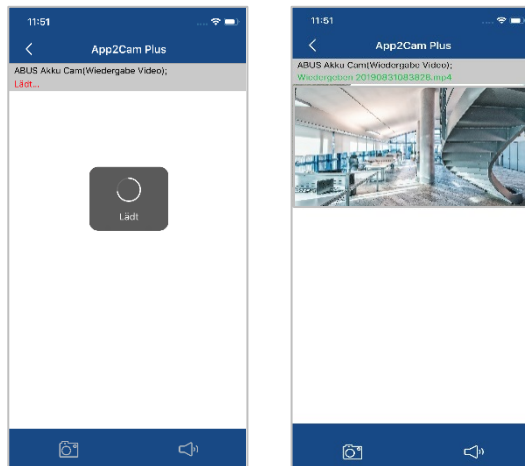 11:51
App2Cam Plus
ABUS Akku Cam(Wiedergabe Video);
Lädt...
Lädt
11:51
App2Cam Plus
ABUS Akku Cam(Wiedergabe Video);
Wiedergeben 20190831083828.mp4